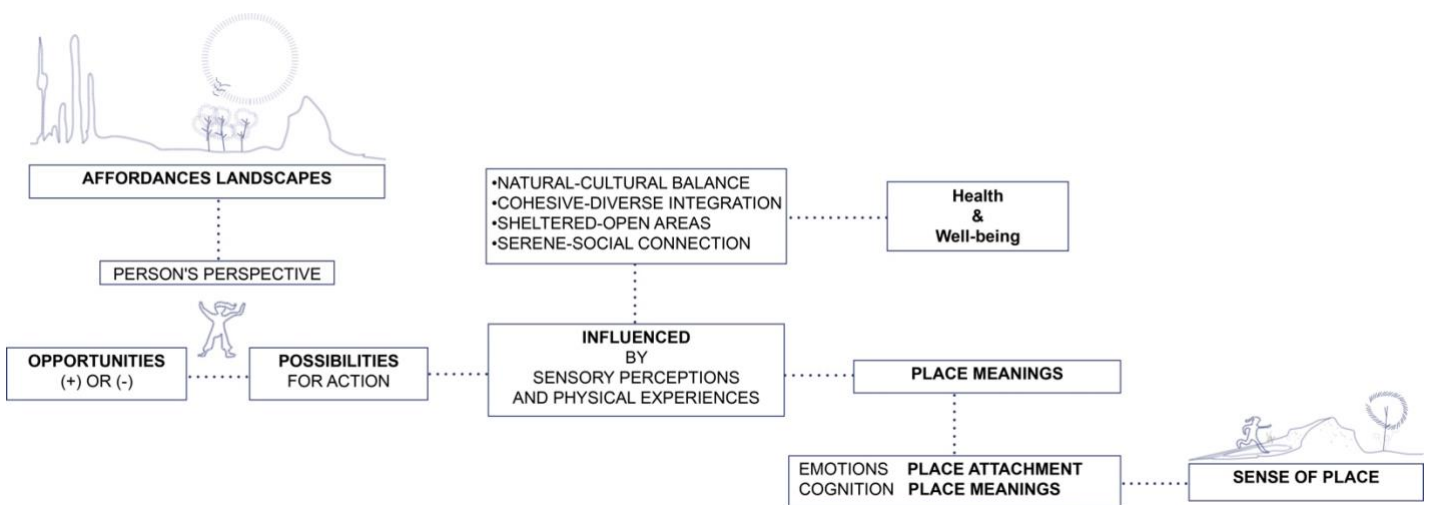 AFFORDANCES LANDSCAPES
PERSON'S PERSPECTIVE
OPPORTUNITIES
(+) OR (-)
POSSIBILITIES
FOR ACTION
•NATURAL-CULTURAL BALANCE
•COHESIVE-DIVERSE INTEGRATION
•SHELTERED-OPEN AREAS
•SERENE-SOCIAL CONNECTION
Health
&
Well-being
INFLUENCED
BY
SENSORY PERCEPTIONS
AND PHYSICAL EXPERIENCES
PLACE MEANINGS
EMOTIONS PLACE ATTACHMENT
COGNITION PLACE MEANINGS
SENSE OF PLACE